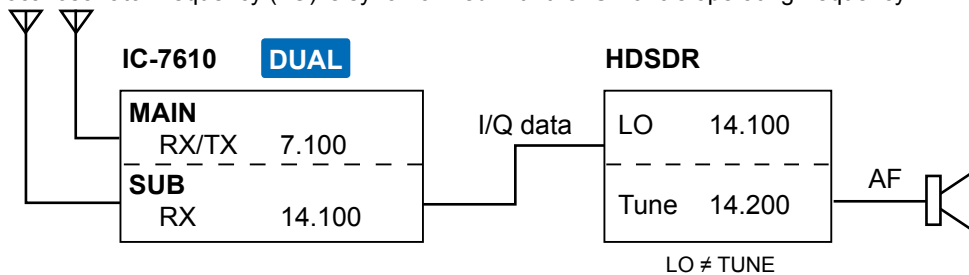 IC-7610 DUAL HDSDR
MAIN
RX/TX 7.100
I/Q data
LO 14.100
SUB
RX 14.100
Tune 14.200
AF
LO ≠ TUNE